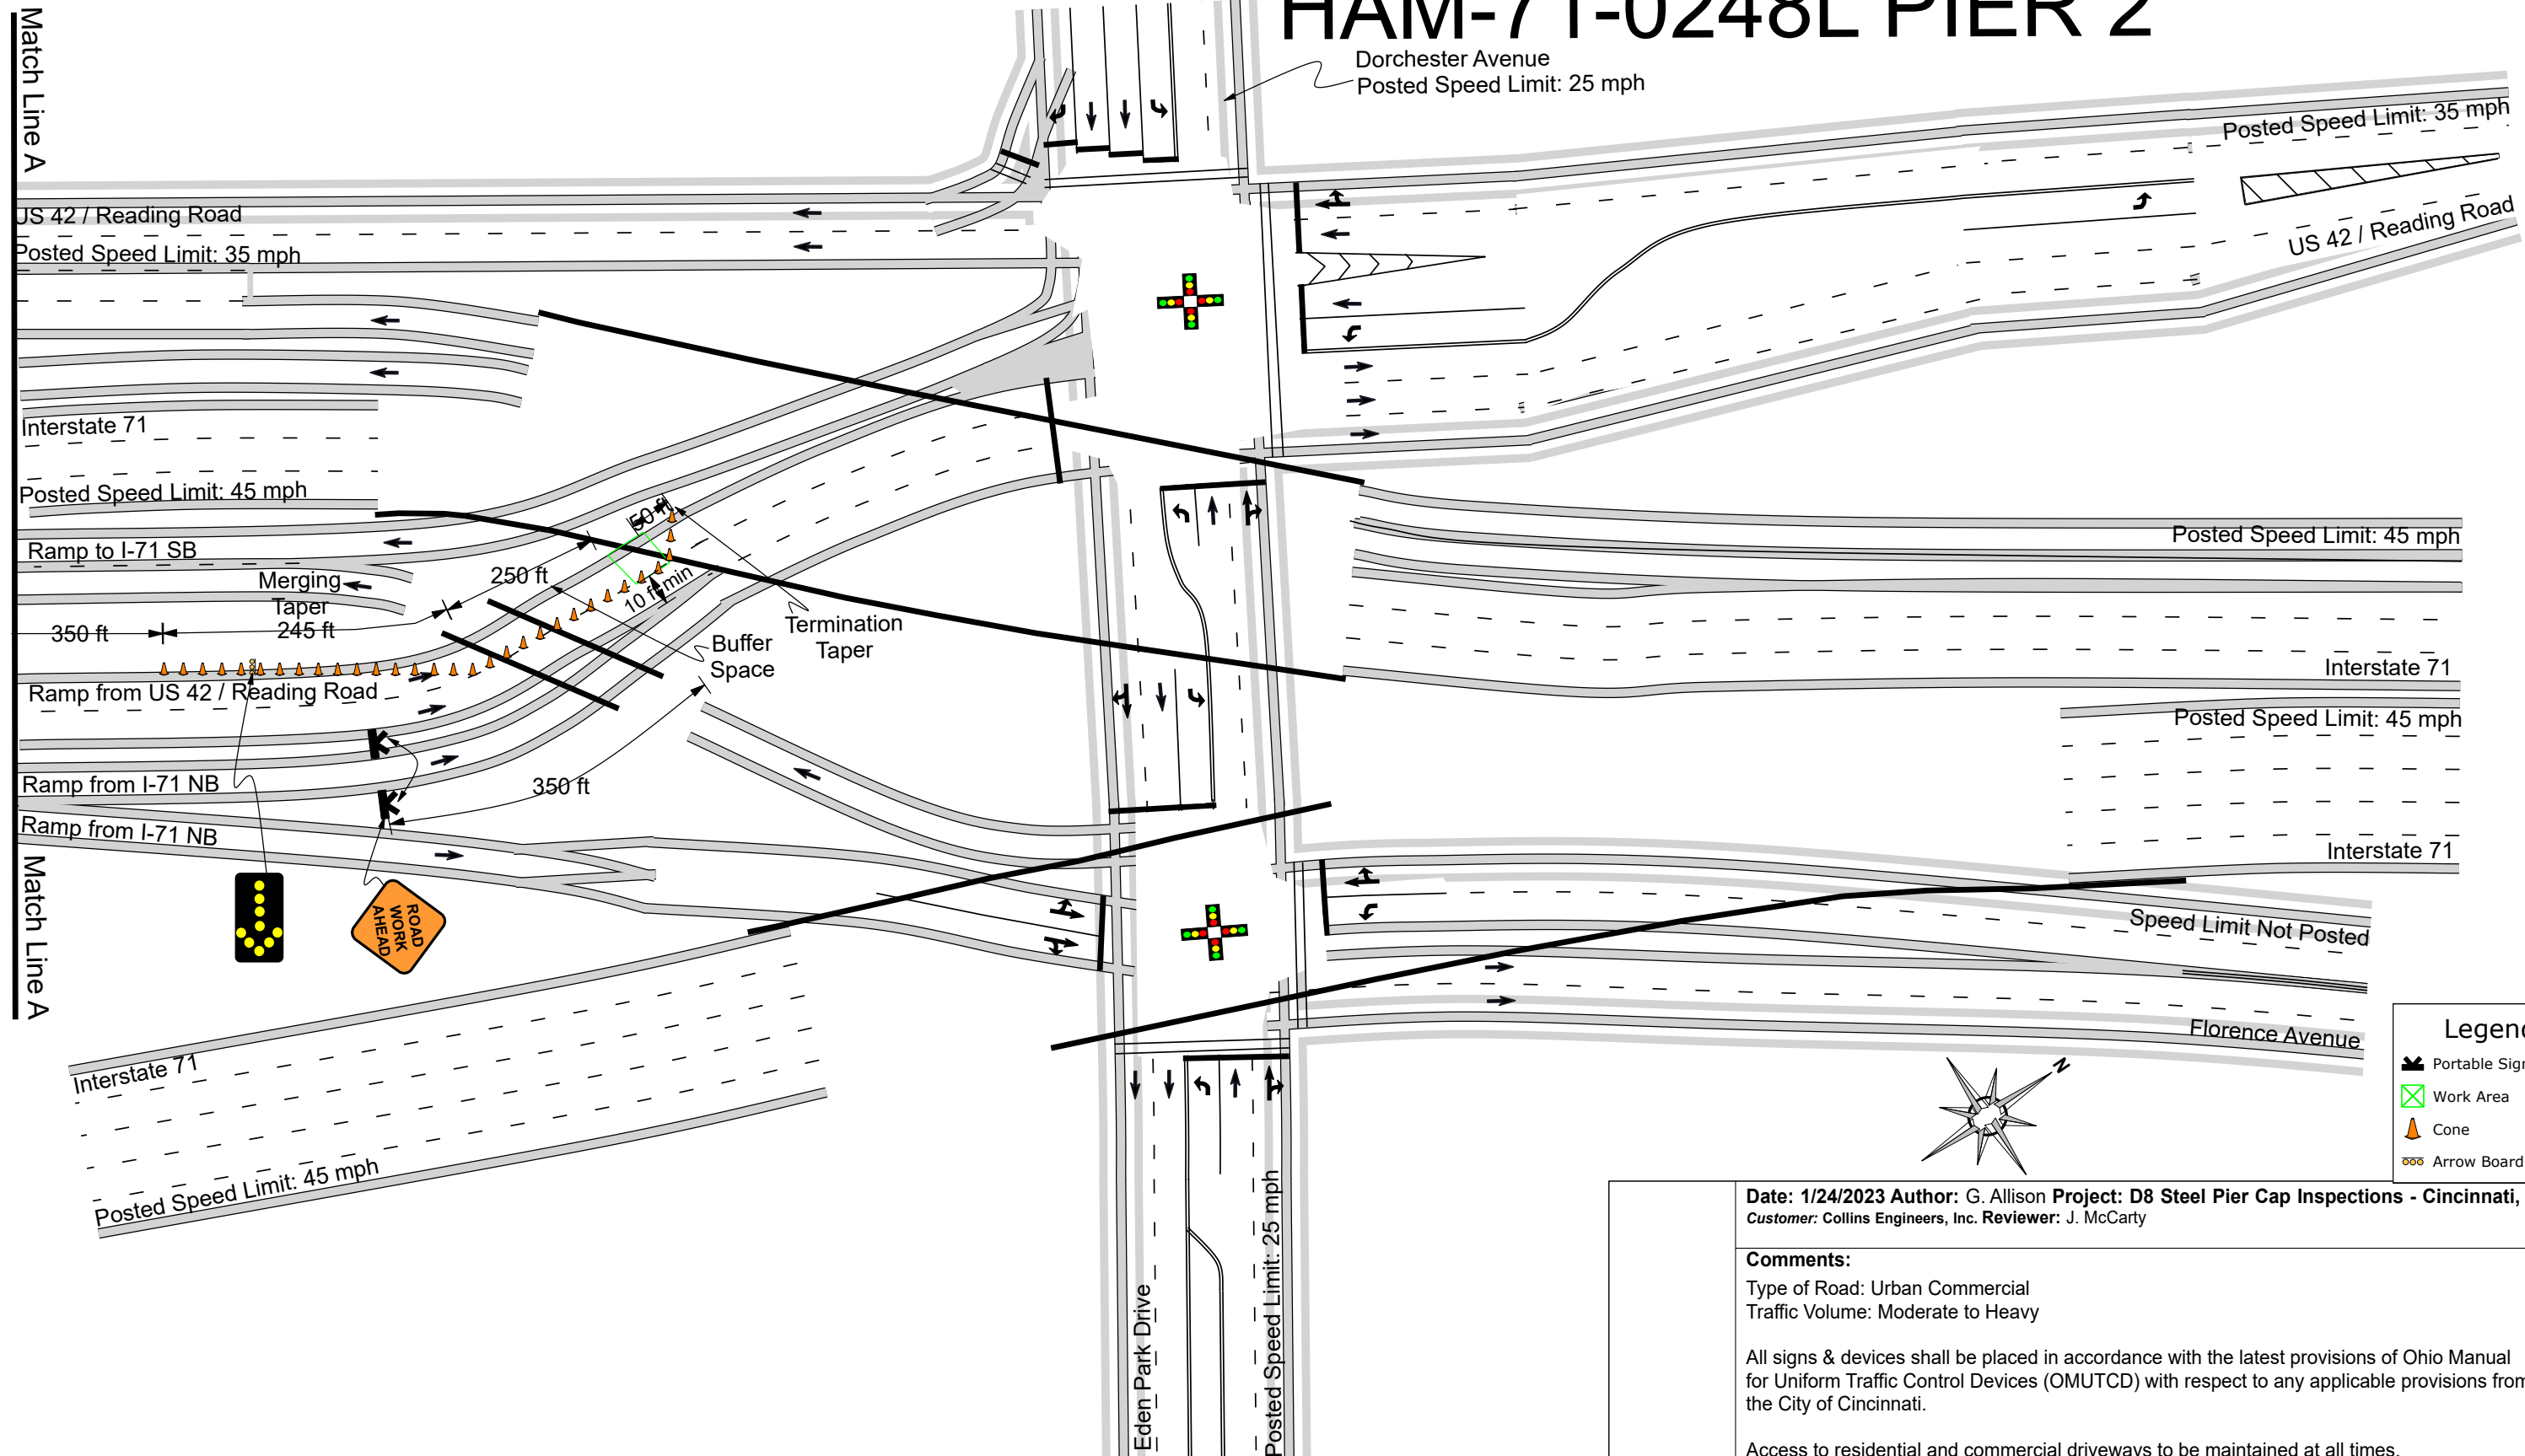 HAM-71-0248L PIER 2
Match Line A
Dorchester Avenue
Posted Speed Limit: 25 mph
Posted Speed Limit: 35 mph
US 42 / Reading Road
US 42 / Reading Road
Posted Speed Limit: 35 mph
Interstate 71
Posted Speed Limit: 45 mph
Ramp to I-71 SB
Merging
Taper
350 ft
245 ft
250 ft
50 ft
10 ft min
Buffer
Space
Termination
Taper
Ramp from US 42 / Reading Road
Ramp from I-71 NB
350 ft
Ramp from I-71 NB
Match Line A
ROAD
WORK
AHEAD
Posted Speed Limit: 45 mph
Interstate 71
Posted Speed Limit: 45 mph
Interstate 71
Speed Limit Not Posted
Florence Avenue
Interstate 71
Posted Speed Limit: 45 mph
Eden Park Drive
Posted Speed Limit: 25 mph
N
Legen
Portable Sign
Work Area
Cone
Arrow Board
Date: 1/24/2023 Author: G. Allison Project: D8 Steel Pier Cap Inspections - Cincinnati,
Customer: Collins Engineers, Inc. Reviewer: J. McCarty
Comments:
Type of Road: Urban Commercial
Traffic Volume: Moderate to Heavy
All signs & devices shall be placed in accordance with the latest provisions of Ohio Manual
for Uniform Traffic Control Devices (OMUTCD) with respect to any applicable provisions from
the City of Cincinnati.
Access to residential and commercial driveways to be maintained at all times.